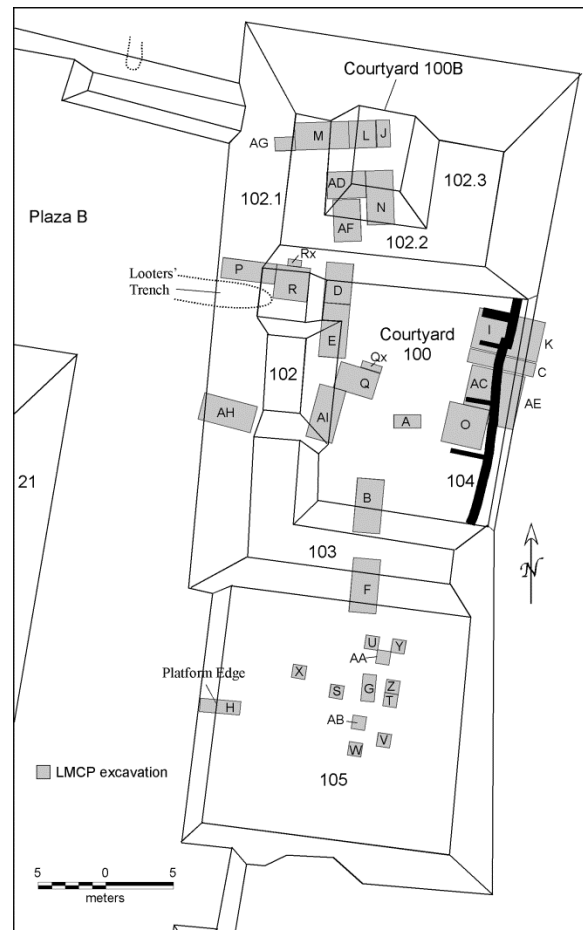 Courtyard 100B
M
L
J
AG
102.3
AD
102.1
N
AF
102.2
Plaza B
Rx
P
Looters'
Trench
R
D
I
K
E
Courtyard
100
Qx
C
102
Q
AC
AE
AH
AI
A
O
21
B
104
103
N
F
U
Y
AA
X
Platform Edge
S
G
Z
T
H
AB
V
W
LMCP excavation
105
5 0 5
meters